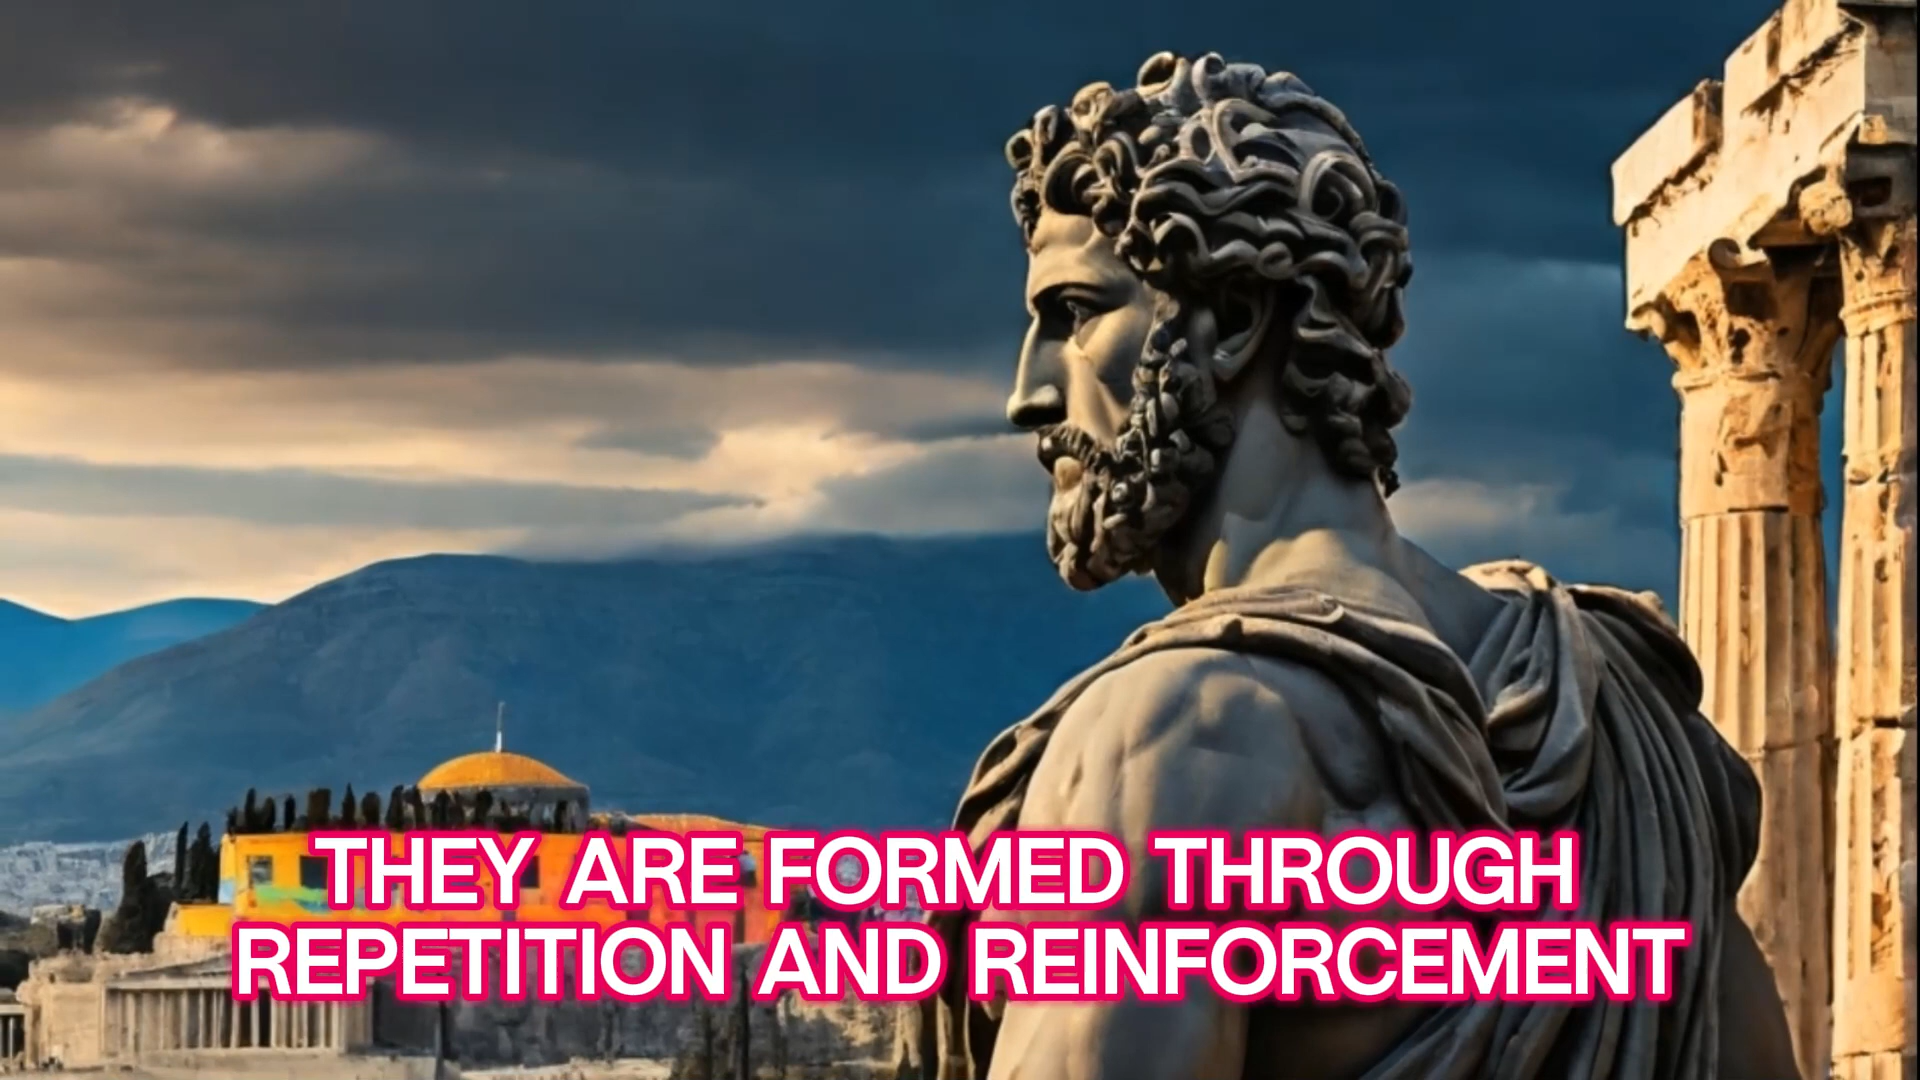 THEY ARE FORMED THROUGH
REPETITION AND REINFORCEMENT